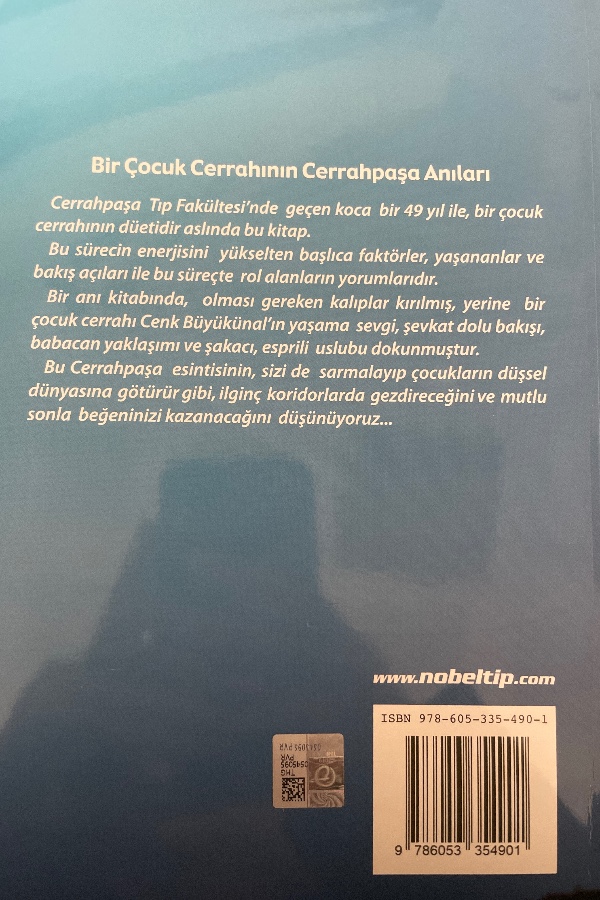 Bir Çocuk Cerrahının Cerrahpaşa Anıları
Cerrahpaşa Tıp Fakültesi'nde geçen koca bir 49 yıl ile, bir çocuk
cerrahının düetidir aslında bu kitap.
Bu sürecin enerjisini yükselten başlıca faktörler, yaşananlar ve
bakış açıları ile bu süreçte rol alanların yorumlarıdır.
Bir anı kitabında, olması gereken kalıplar kırılmış, yerine bir
çocuk cerrahı Cenk Büyükünal'ın yaşama sevgi, şevkat dolu bakışı,
babacan yaklaşımı ve şakacı, esprili uslubu dokunmuştur.
Bu Cerrahpaşa esintisinin, sizi de sarmalayıp çocukların düşsel
dünyasına götürür gibi, ilginç koridorlarda gezdireceğini ve mutlu
sonla beğeninizi kazanacağını düşünüyoruz...
www.nobeltip.com
ISBN 978-605-335-490-1
9 786053 354901
0545095 PVR
THG
0545095
PVR